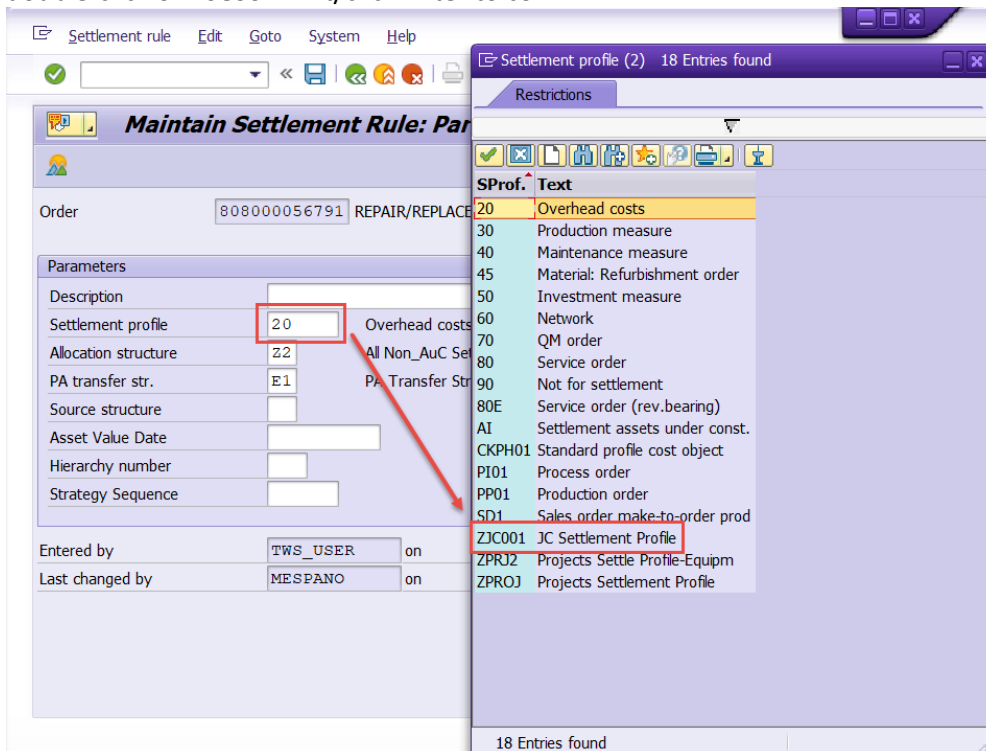 Settlement rule Edit Goto System Help
Maintain Settlement Rule: Par
Order 808000056791 REPAIR/REPLACE
Parameters
Description
Settlement profile 20 Overhead costs
Allocation structure Z2 All Non_AuC Set
PA transfer str. E1 PA Transfer Str
Source structure
Asset Value Date
Hierarchy number
Strategy Sequence
Entered by TWS_USER on
Last changed by MESPANO on
Settlement profile (2) 18 Entries found
Restrictions
SProf. Text
20 Overhead costs
30 Production measure
40 Maintenance measure
45 Material: Refurbishment order
50 Investment measure
60 Network
70 QM order
80 Service order
90 Not for settlement
80E Service order (rev.bearing)
AI Settlement assets under const.
CKPH01 Standard profile cost object
PI01 Process order
PP01 Production order
SD1 Sales order make-to-order prod
ZJC001 JC Settlement Profile
ZPRJ2 Projects Settle Profile-Equipm
ZPROJ Projects Settlement Profile
18 Entries found